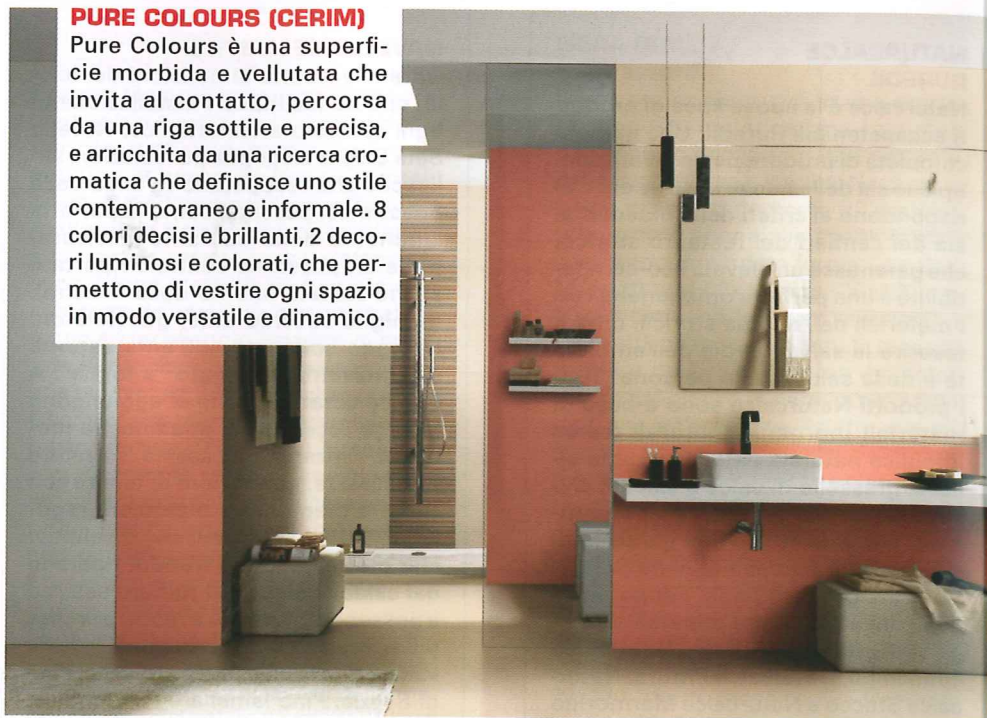 PURE COLOURS (CERIM)
Pure Colours è una superfi-
cie morbida e vellutata che
invita al contatto, percorsa
da una riga sottile e precisa,
e arricchita da una ricerca cro-
matica che definisce uno stile
contemporaneo e informale. 8
colori decisi e brillanti, 2 deco-
ri luminosi e colorati, che per-
mettono di vestire ogni spazio
in modo versatile e dinamico.